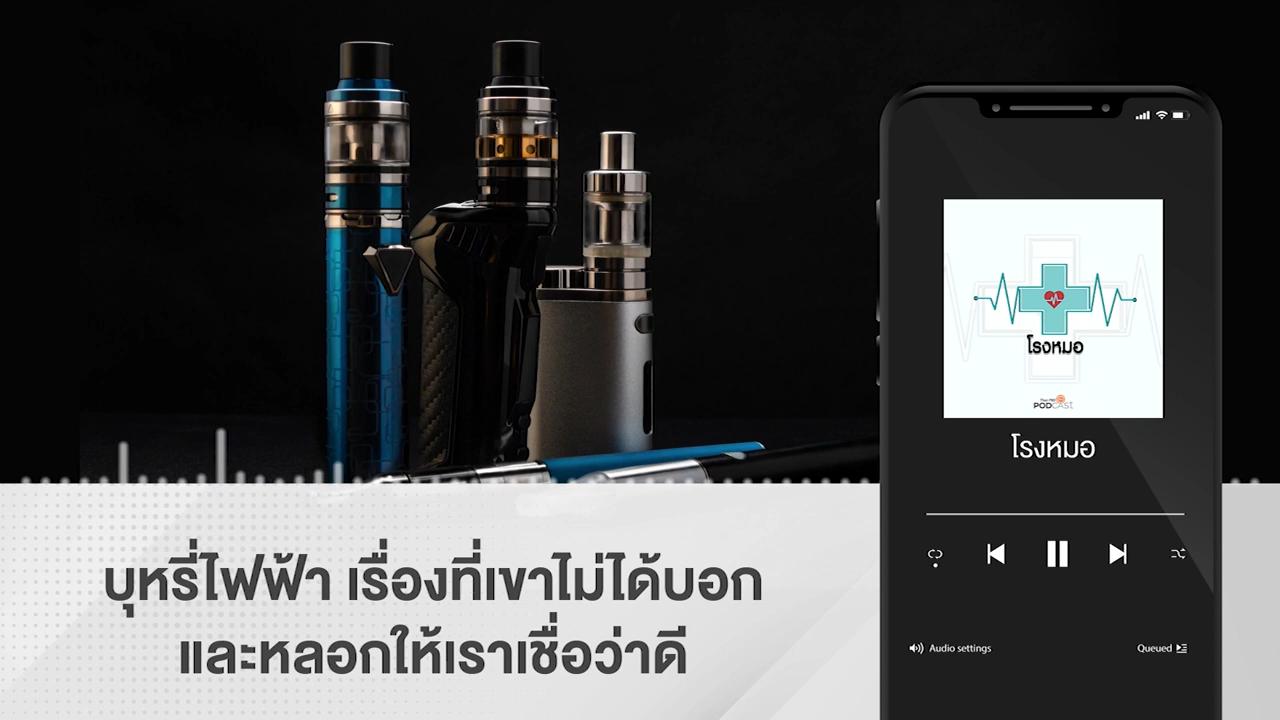 บุหรี่ไฟฟ้า เรื่องที่เขาไม่ได้บอก
และหลอกให้เราเชื่อว่าดี
โรงหมอ
Thai PBS
PODCAST
โรงหมอ
Audio settings
Queued